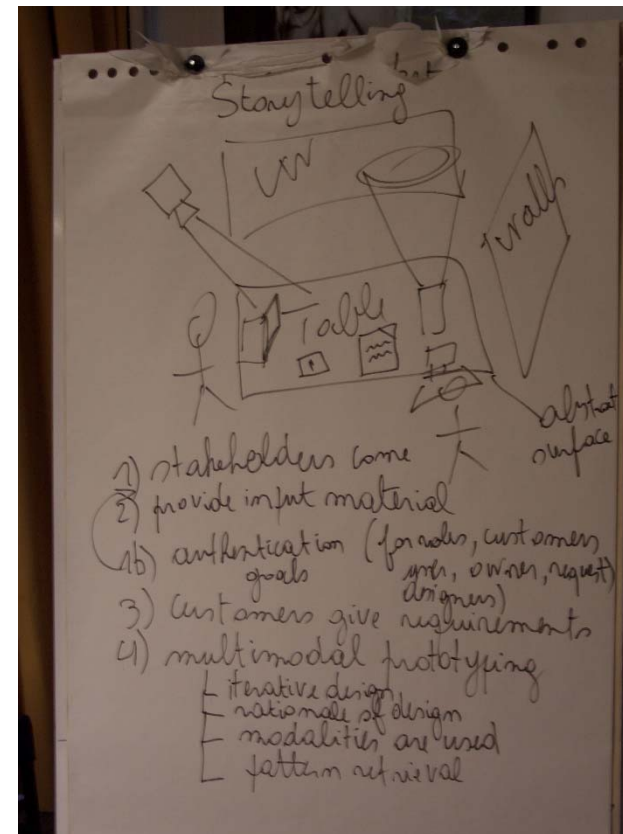 Storytelling
Walls
Table
abstract
surface
1) stakeholders come
2) provide input material
1b) authentication (for roles, customers
goals user, owner, request)
designers)
3) Customers give requirements
4) multimodal prototyping
iterative design
rationale of design
modalities are used
pattern retrieval